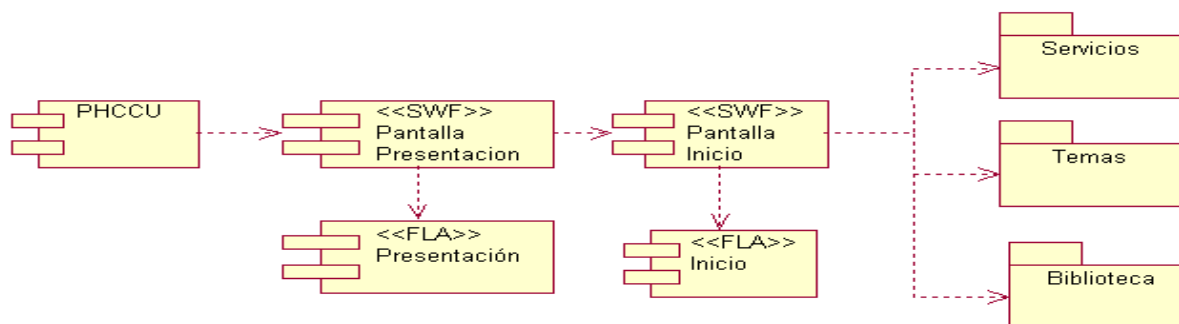 PHCCU
<<SWF>>
Pantalla
Presentacion
<<SWF>>
Pantalla
Inicio
Servicios
Temas
Biblioteca
<<FLA>>
Presentación
<<FLA>>
Inicio